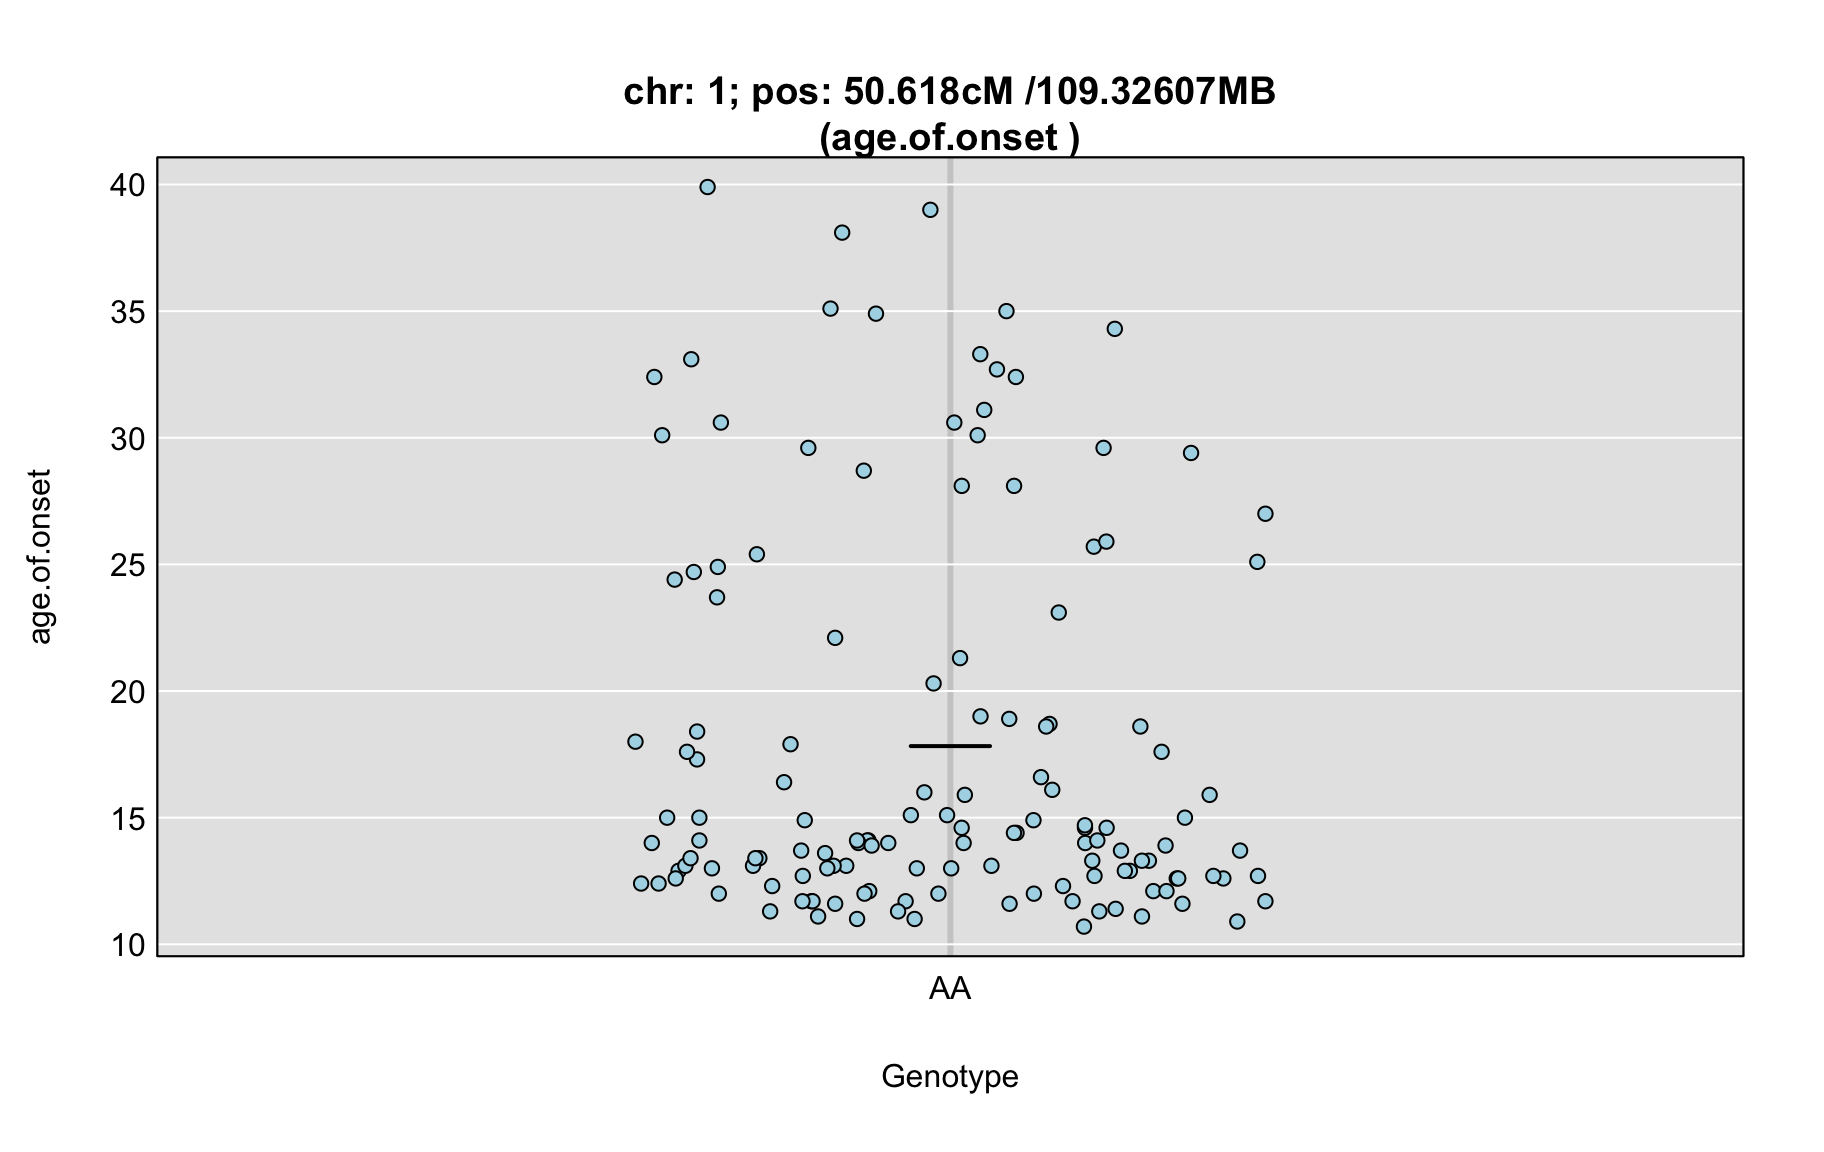 chr: 1; pos: 50.618cM /109.32607MB
(age.of.onset )
40
35
30
25
20
15
10
age.of.onset
AA
Genotype